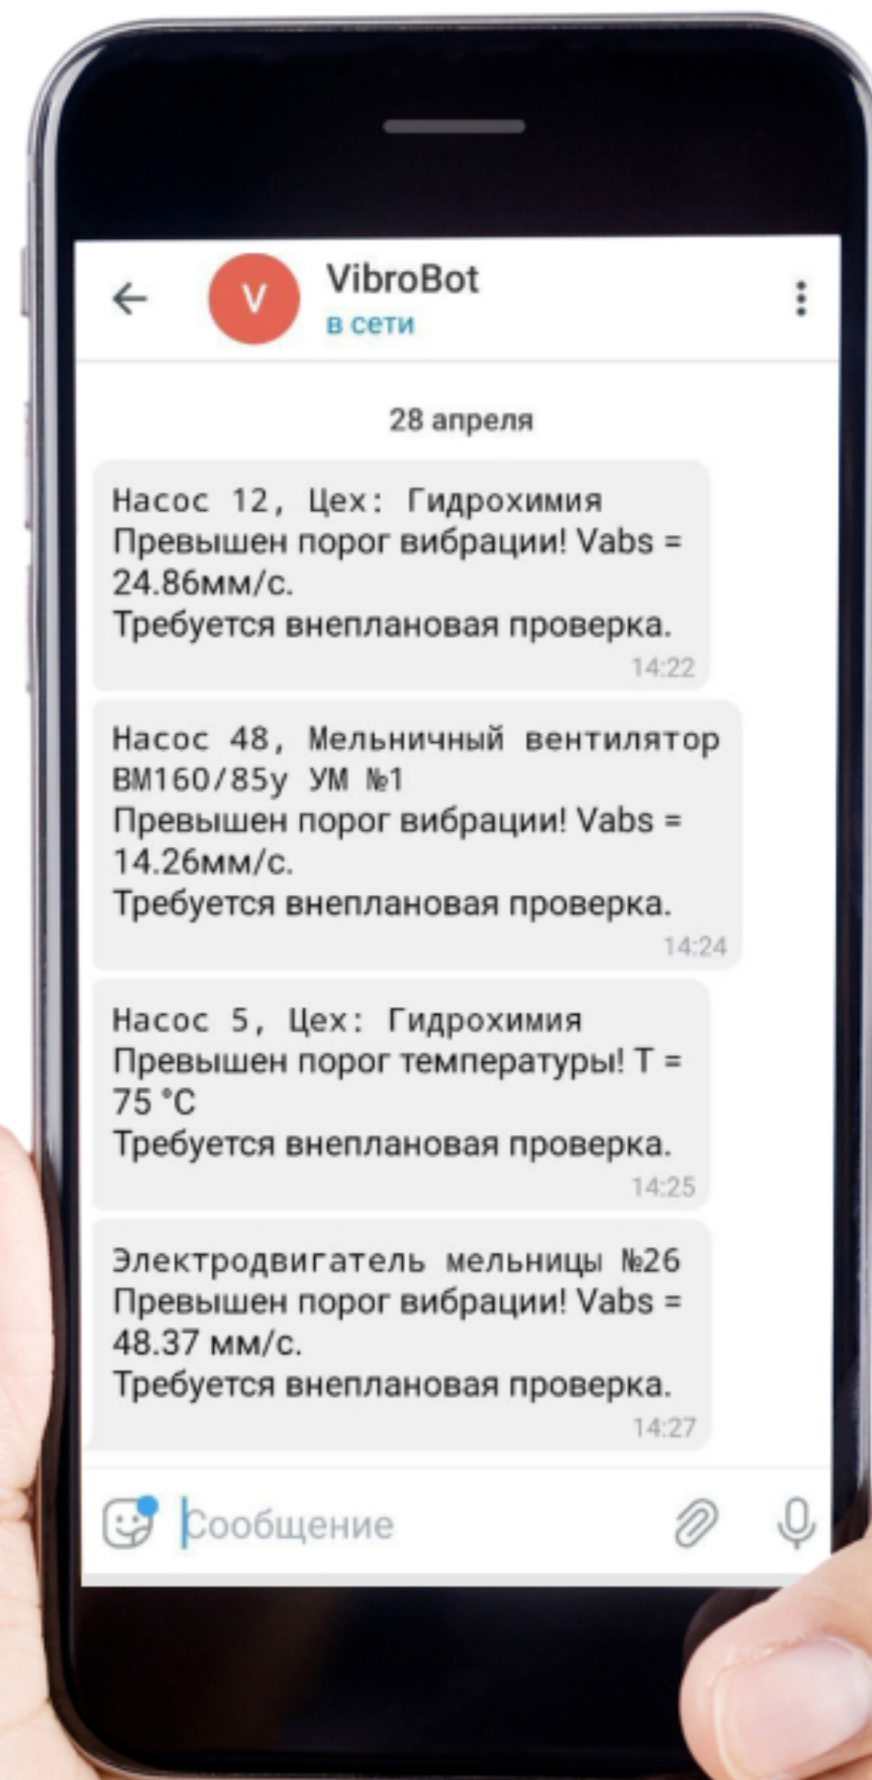 VibroBot
в сети
28 апреля
Насос 12, Цех: Гидрохимия
Превышен порог вибрации! Vabs =
24.86мм/с.
Требуется внеплановая проверка.
14:22
Насос 48, Мельничный вентилятор
ВМ160/85у УМ №1
Превышен порог вибрации! Vabs =
14.26мм/с.
Требуется внеплановая проверка.
14:24
Насос 5, Цех: Гидрохимия
Превышен порог температуры! T =
75 °C
Требуется внеплановая проверка.
14:25
Электродвигатель мельницы №26
Превышен порог вибрации! Vabs =
48.37 мм/с.
Требуется внеплановая проверка.
14:27
Сообщение